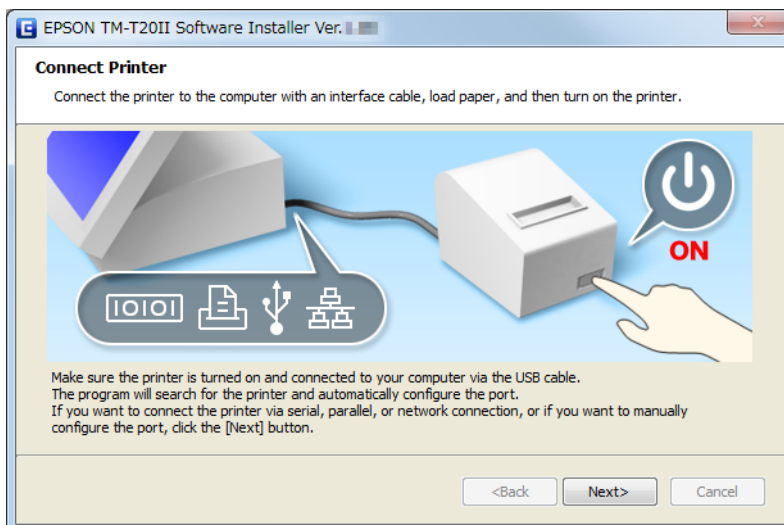 EPSON TM-T20II Software Installer Ver.
Connect Printer
Connect the printer to the computer with an interface cable, load paper, and then turn on the printer.
ON
IOIOI
Make sure the printer is turned on and connected to your computer via the USB cable.
The program will search for the printer and automatically configure the port.
If you want to connect the printer via serial, parallel, or network connection, or if you want to manually
configure the port, click the [Next] button.
<Back
Next>
Cancel